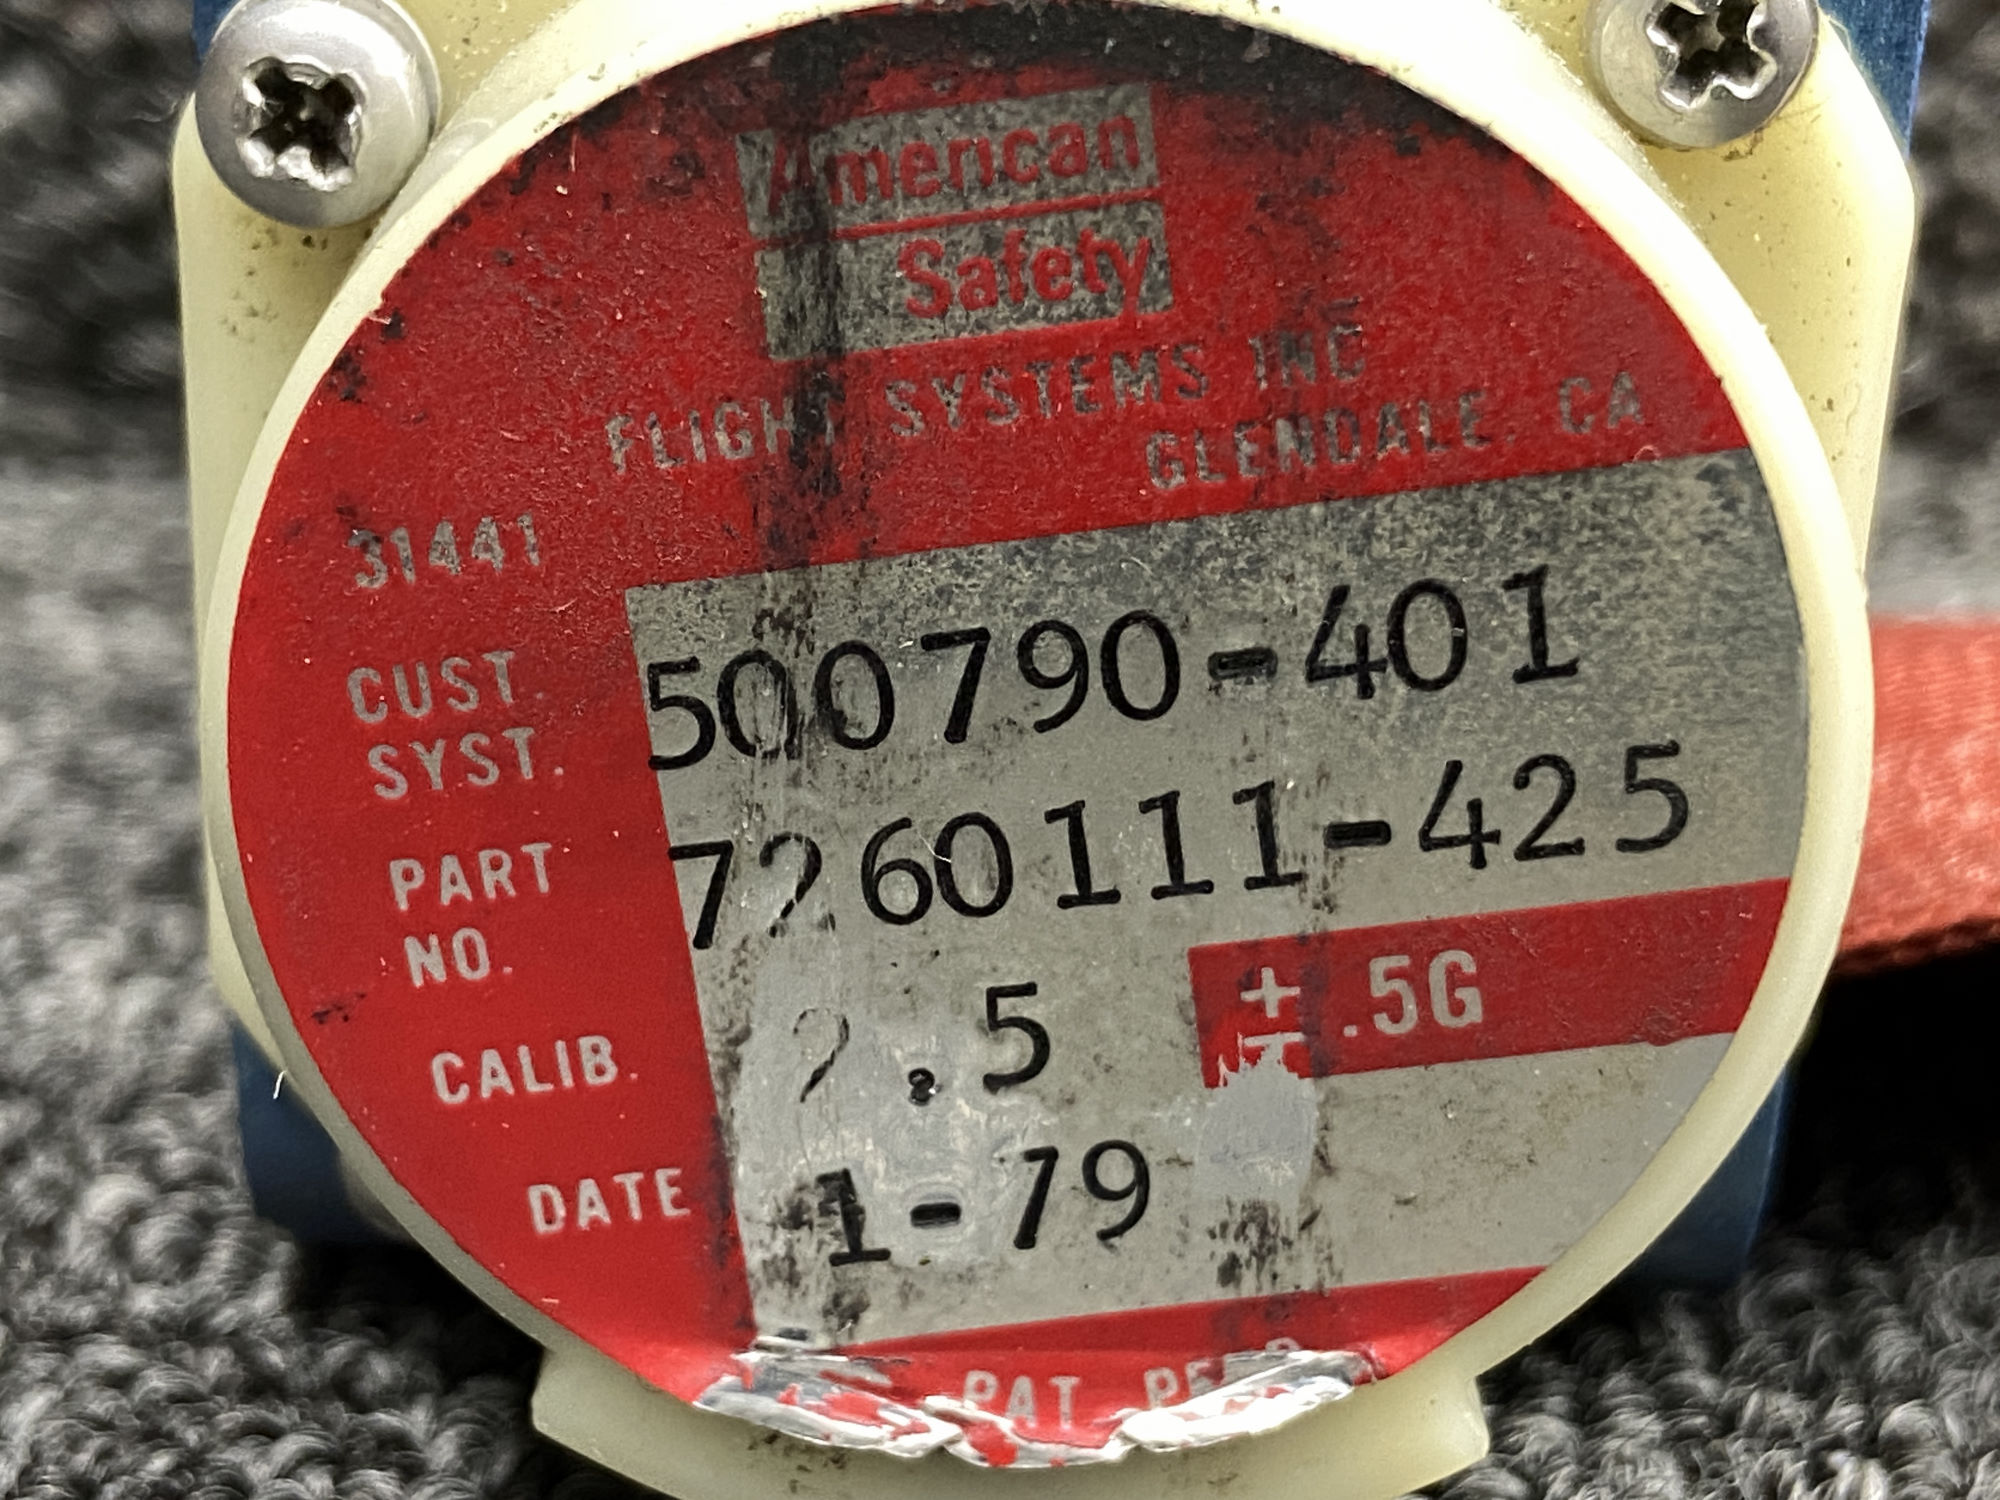 American
Safety
FLIGHT SYSTEMS INC
GLENDALE, CA
31441
CUST. SYST. 500790-401
PART NO. 7260111-425
CALIB. 2.5 ± .5G
DATE 1-79
PAT.